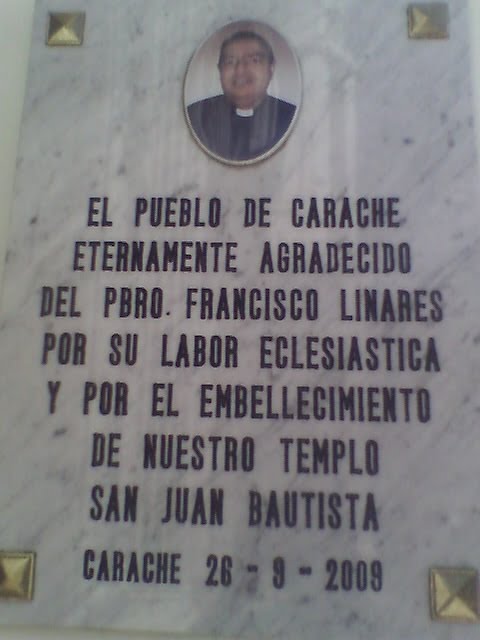 EL PUEBLO DE CARACHE
ETERNAMENTE AGRADECIDO
DEL PBRO. FRANCISCO LINARES
POR SU LABOR ECLESIASTICA
Y POR EL EMBELLECIMIENTO
DE NUESTRO TEMPLO
SAN JUAN BAUTISTA
CARACHE 26 - 9 - 2009